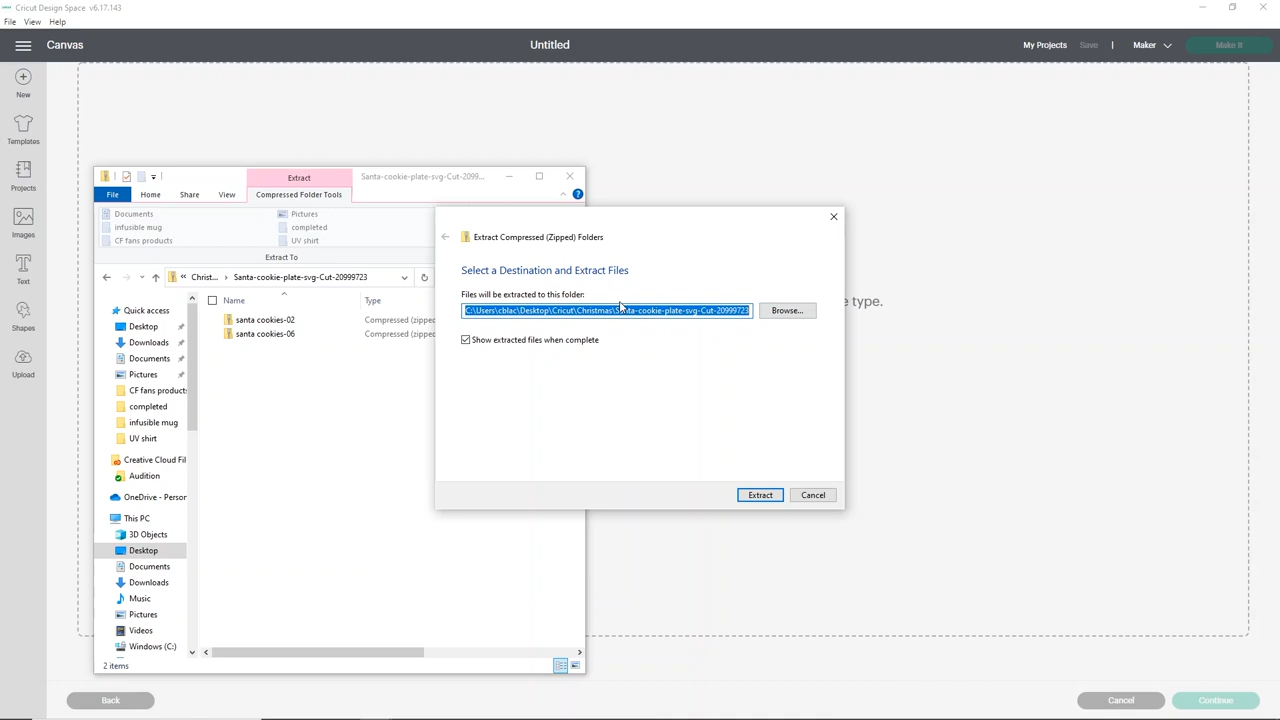 Cricut Design Space v6.17.143
File View Help
Canvas
Untitled
My Projects Save | Maker Make It
New
Templates
Projects
Images
Text
Shapes
Upload
Extract
Santa-cookie-plate-svg-Cut-2099...
File Home Share View Compressed Folder Tools
Documents Pictures
infusible mug completed
CF fans products UV shirt
Extract To
« Christ... › Santa-cookie-plate-svg-Cut-20999723
Name Type
santa cookies-02 Compressed (zippe
santa cookies-06 Compressed (zippe
Quick access
Desktop
Downloads
Documents
Pictures
CF fans product
completed
infusible mug
UV shirt
Creative Cloud Fil
Audition
OneDrive - Person
This PC
3D Objects
Desktop
Documents
Downloads
Music
Pictures
Videos
Windows (C:)
2 items
Extract Compressed (Zipped) Folders
Select a Destination and Extract Files
Files will be extracted to this folder:
C:\Users\cblac\Desktop\Cricut\Christmas\Santa-cookie-plate-svg-Cut-20999723
Browse...
Show extracted files when complete
Extract Cancel
e type.
Back
Cancel Continue